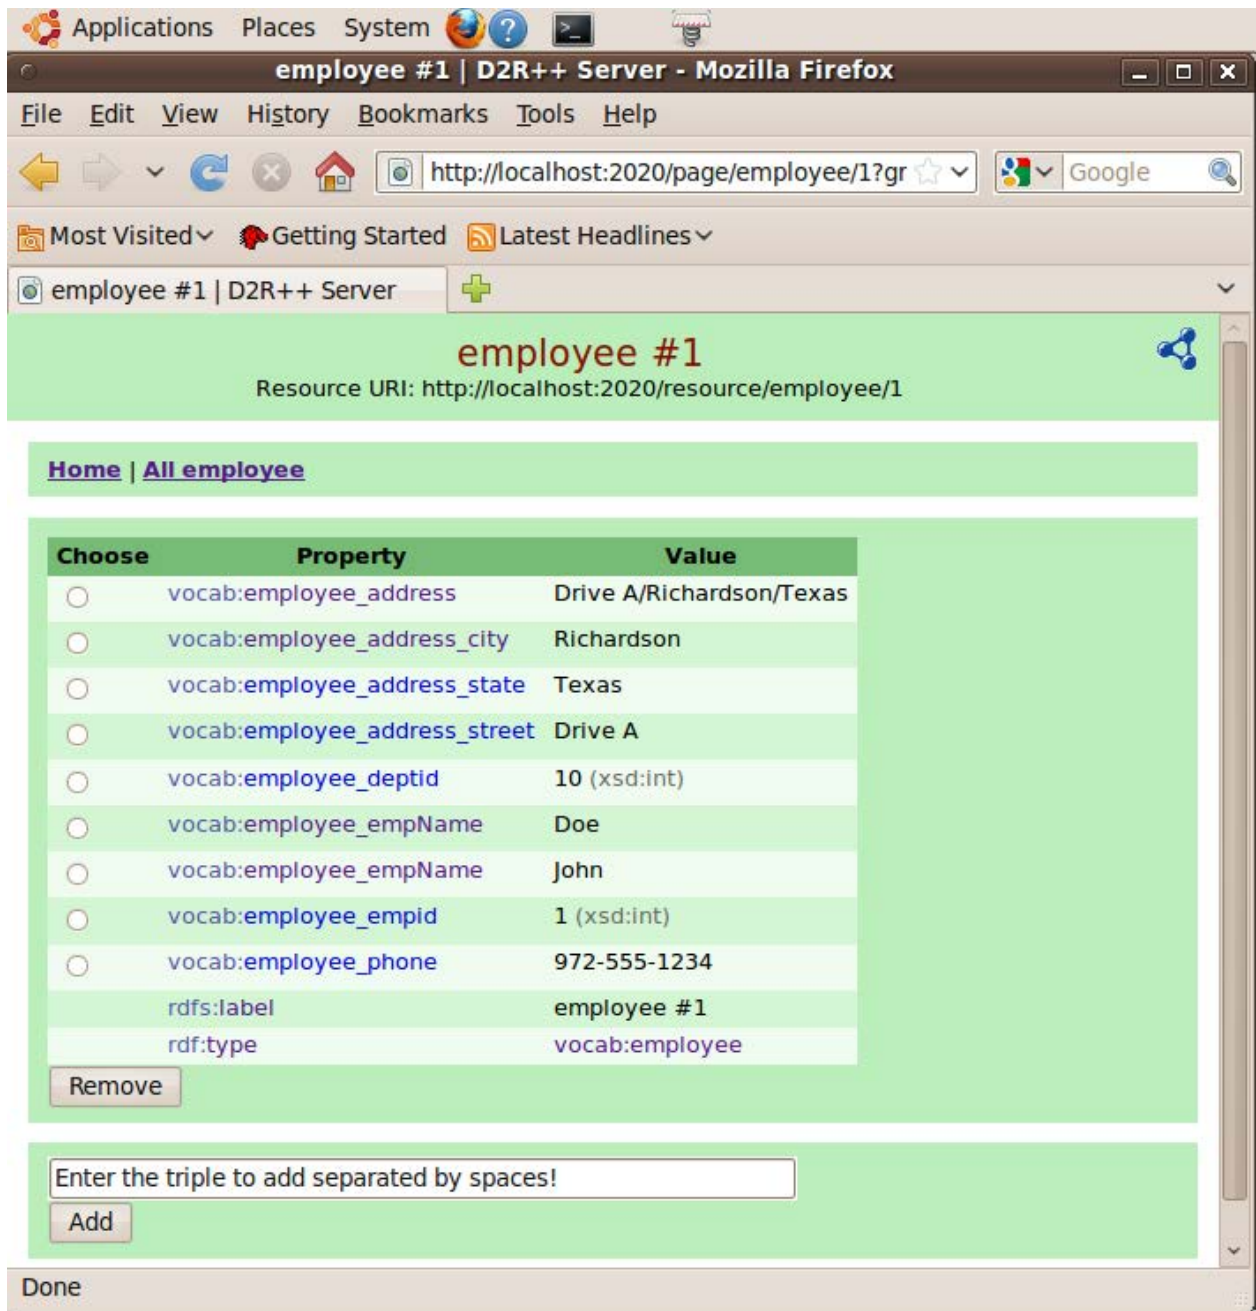 Applications Places System
employee #1 | D2R++ Server - Mozilla Firefox
File Edit View History Bookmarks Tools Help
http://localhost:2020/page/employee/1?gr Google
Most Visited Getting Started Latest Headlines
employee #1 | D2R++ Server
employee #1
Resource URI: http://localhost:2020/resource/employee/1
Home | All employee
Choose Property Value
vocab:employee_address Drive A/Richardson/Texas
vocab:employee_address_city Richardson
vocab:employee_address_state Texas
vocab:employee_address_street Drive A
vocab:employee_deptid 10 (xsd:int)
vocab:employee_empName Doe
vocab:employee_empName John
vocab:employee_empid 1 (xsd:int)
vocab:employee_phone 972-555-1234
rdfs:label employee #1
rdf:type vocab:employee
Remove
Enter the triple to add separated by spaces!
Add
Done